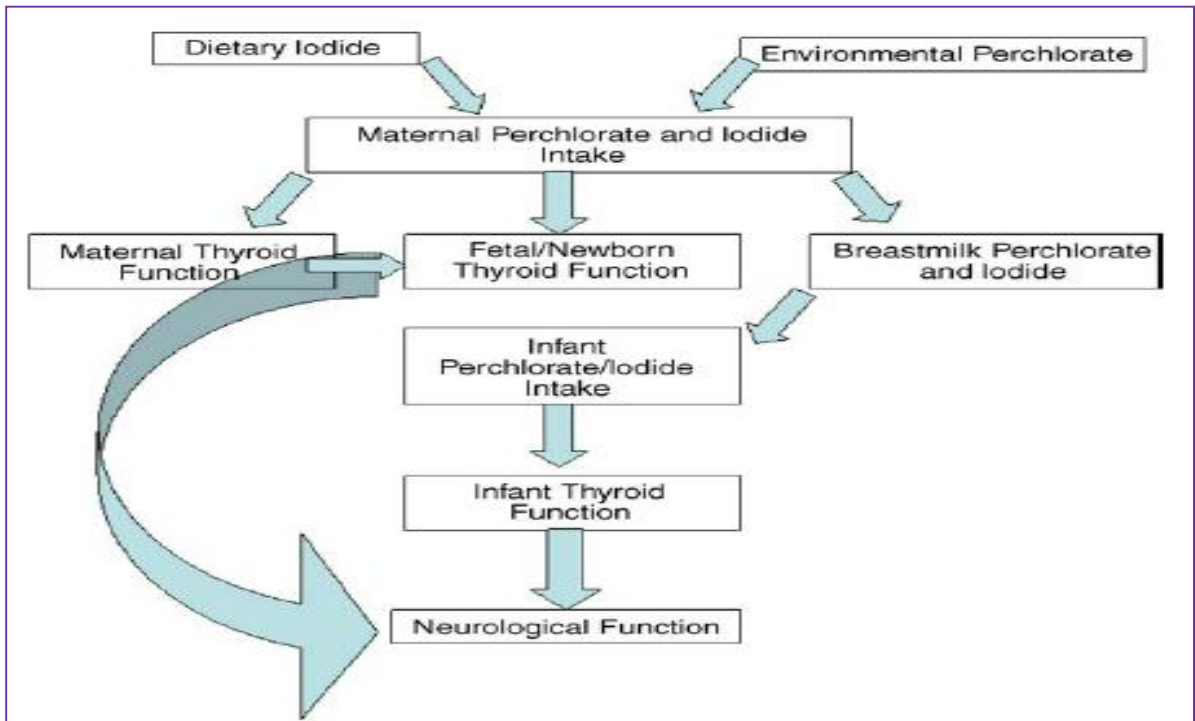 Dietary Iodide
Environmental Perchlorate
Maternal Perchlorate and Iodide
Intake
Maternal Thyroid
Function
Fetal/Newborn
Thyroid Function
Breastmilk Perchlorate
and Iodide
Infant
Perchlorate/Iodide
Intake
Infant Thyroid
Function
Neurological Function